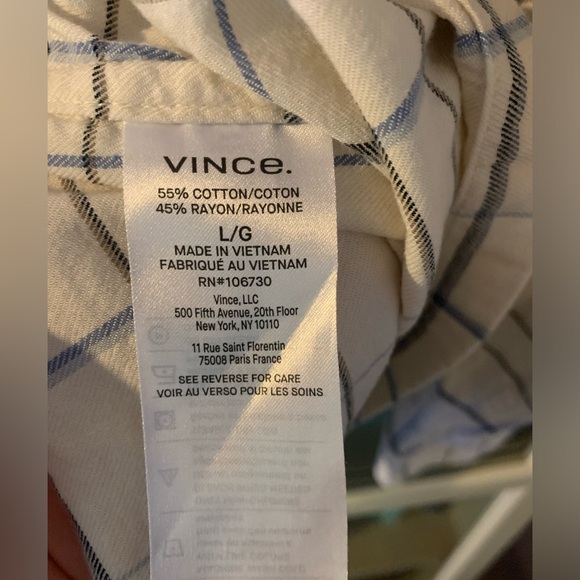 VINCE.
55% COTTON/COTON
45% RAYON/RAYONNE
L/G
MADE IN VIETNAM
FABRIQUÉ AU VIETNAM
RN#106730
Vince, LLC
500 Fifth Avenue, 20th Floor
New York, NY 10110
11 Rue Saint Florentin
75008 Paris France
SEE REVERSE FOR CARE
VOIR AU VERSO POUR LES SOINS